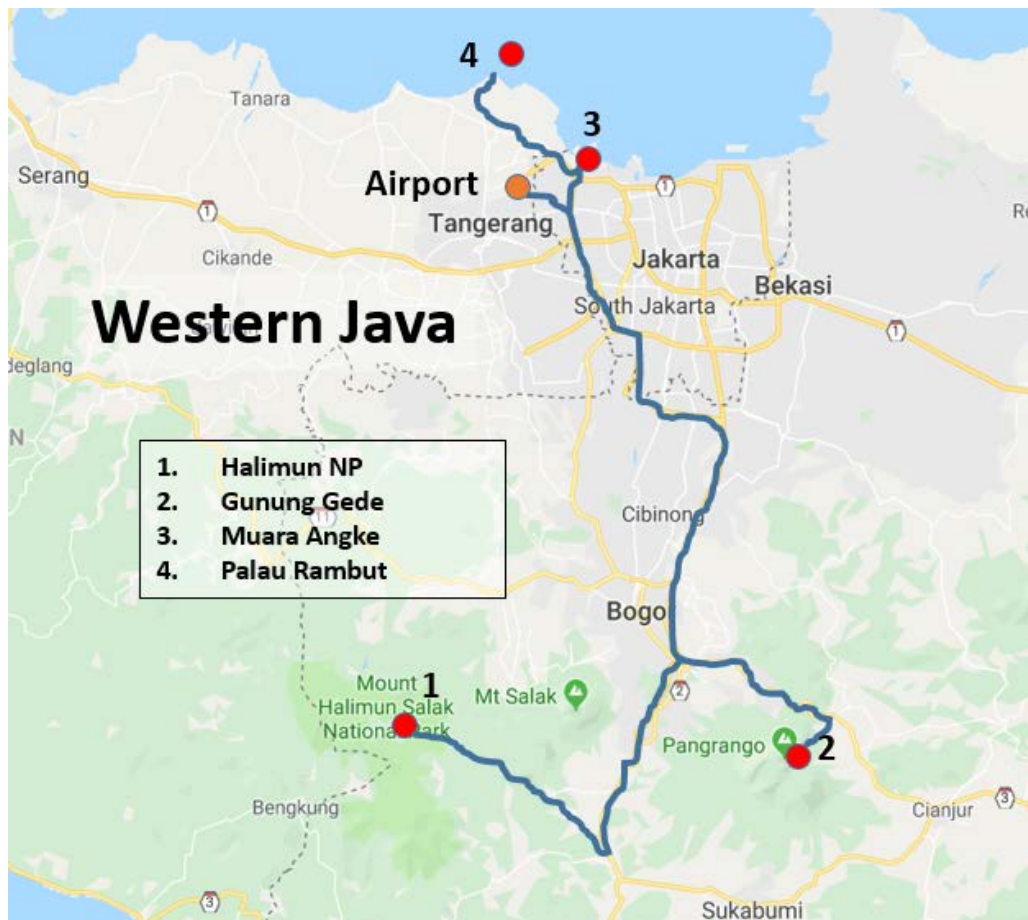 4
Tanara
3
Serang
1
Airport
1
Tangerang
Cikande
Jakarta
Bekasi
South Jakarta
Western Java
1
deglang
1. Halimun NP
2. Gunung Gede
3. Muara Angke
4. Palau Rambut
11
Cibinong
Bogo
Mount
Halimun Salak
National Park
1
Mt Salak
2
Pangrango
2
Bengkung
Cianjur
3
3
Sukabumi